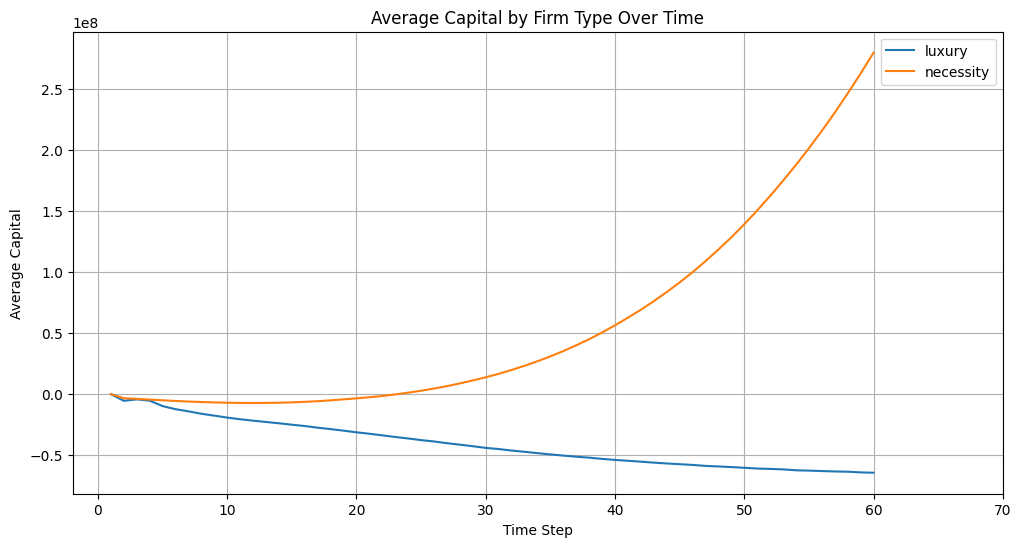 Average Capital by Firm Type Over Time
1e8
luxury
necessity
2.5
2.0
1.5
1.0
0.5
0.0
−0.5
Average Capital
0 10 20 30 40 50 60 70
Time Step